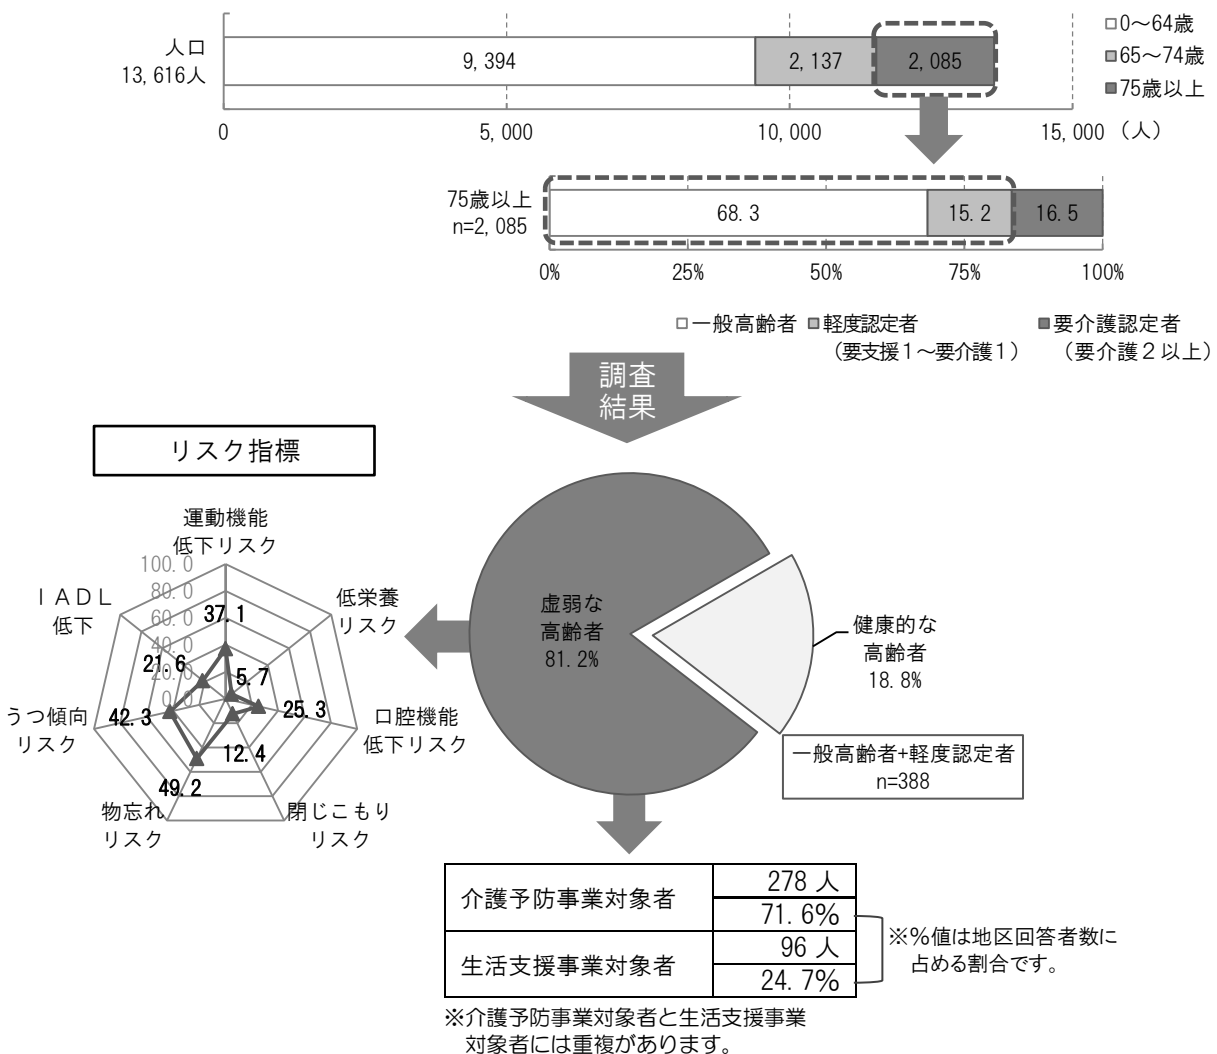 人口
13,616人
9,394
2,137
2,085
□0～64歳
■65～74歳
■75歳以上
0
5,000
10,000
15,000
（人）
75歳以上
n=2,085
68.3
15.2
16.5
0%
25%
50%
75%
100%
□一般高齢者
■軽度認定者
（要支援１～要介護１）
■要介護認定者
（要介護２以上）
調査
結果
リスク指標
運動機能
低下リスク
低栄養
リスク
口腔機能
低下リスク
閉じこもり
リスク
物忘れ
リスク
うつ傾向
リスク
ＩＡＤＬ
低下
100.0
80.0
60.0
40.0
20.0
0.0
37.1
5.7
25.3
12.4
49.2
42.3
21.6
虚弱な
高齢者
81.2%
健康的な
高齢者
18.8%
一般高齢者+軽度認定者
n=388
介護予防事業対象者
278 人
71.6%
生活支援事業対象者
96 人
24.7%
※%値は地区回答者数に
占める割合です。
※介護予防事業対象者と生活支援事業
対象者には重複があります。